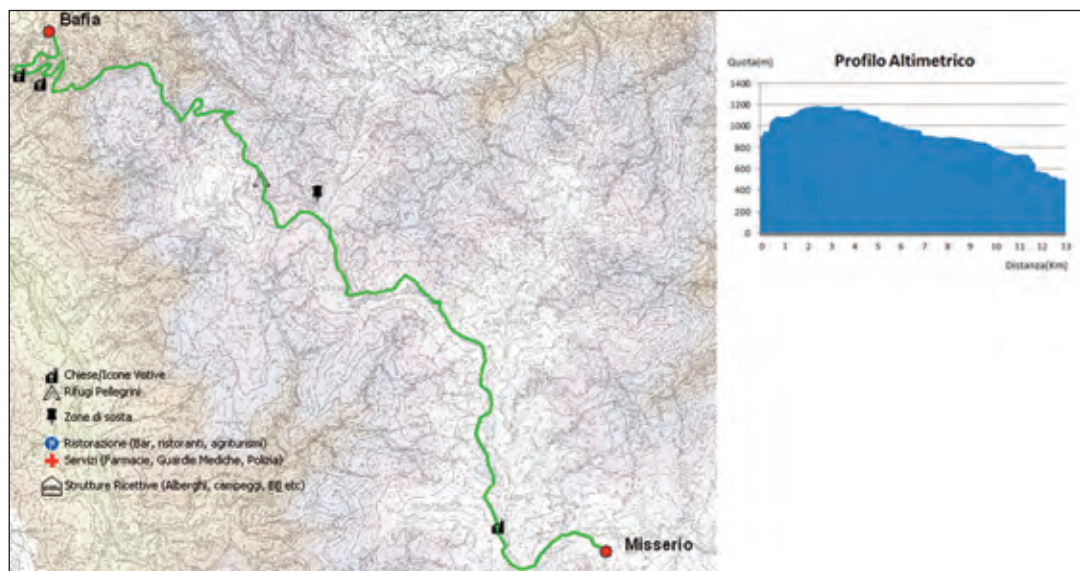 Bafia
Misserio
Chiese/Icone Votive
Rifugi Pellegrini
Zone di sosta
Ristorazione (Bar, ristoranti, agriturismi)
Servizi (Farmacie, Guardie Mediche, Polizia)
Strutture Ricettive (Alberghi, campeggi, etc)
Profilo Altimetrico
Quota(m)
1400
1200
1000
800
600
400
200
0
0 1 2 3 4 5 6 7 8 9 10 11 12 13
Distanza(Km)